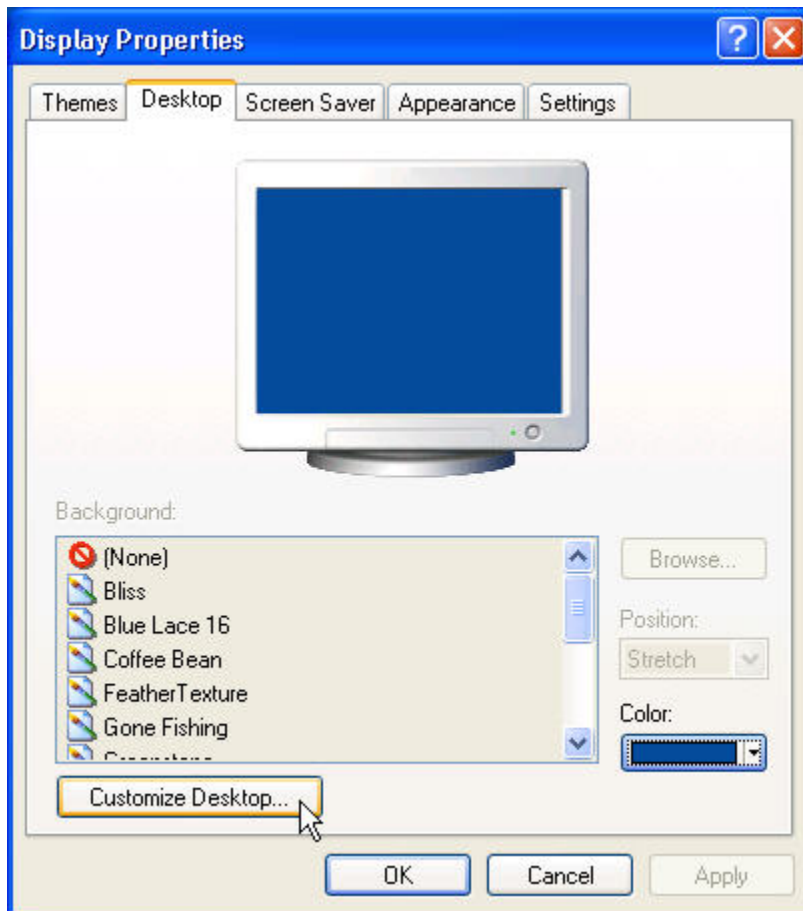 Display Properties
Themes Desktop Screen Saver Appearance Settings
Background:
(None)
Bliss
Blue Lace 16
Coffee Bean
FeatherTexture
Gone Fishing
Browse...
Position:
Stretch
Color:
Customize Desktop...
OK Cancel Apply